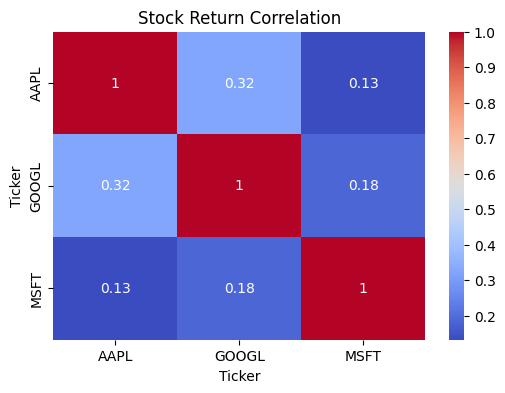 Stock Return Correlation
AAPL 1 0.32 0.13
GOOGL 0.32 1 0.18
MSFT 0.13 0.18 1
AAPL GOOGL MSFT
Ticker
Ticker
1.0
0.9
0.8
0.7
0.6
0.5
0.4
0.3
0.2